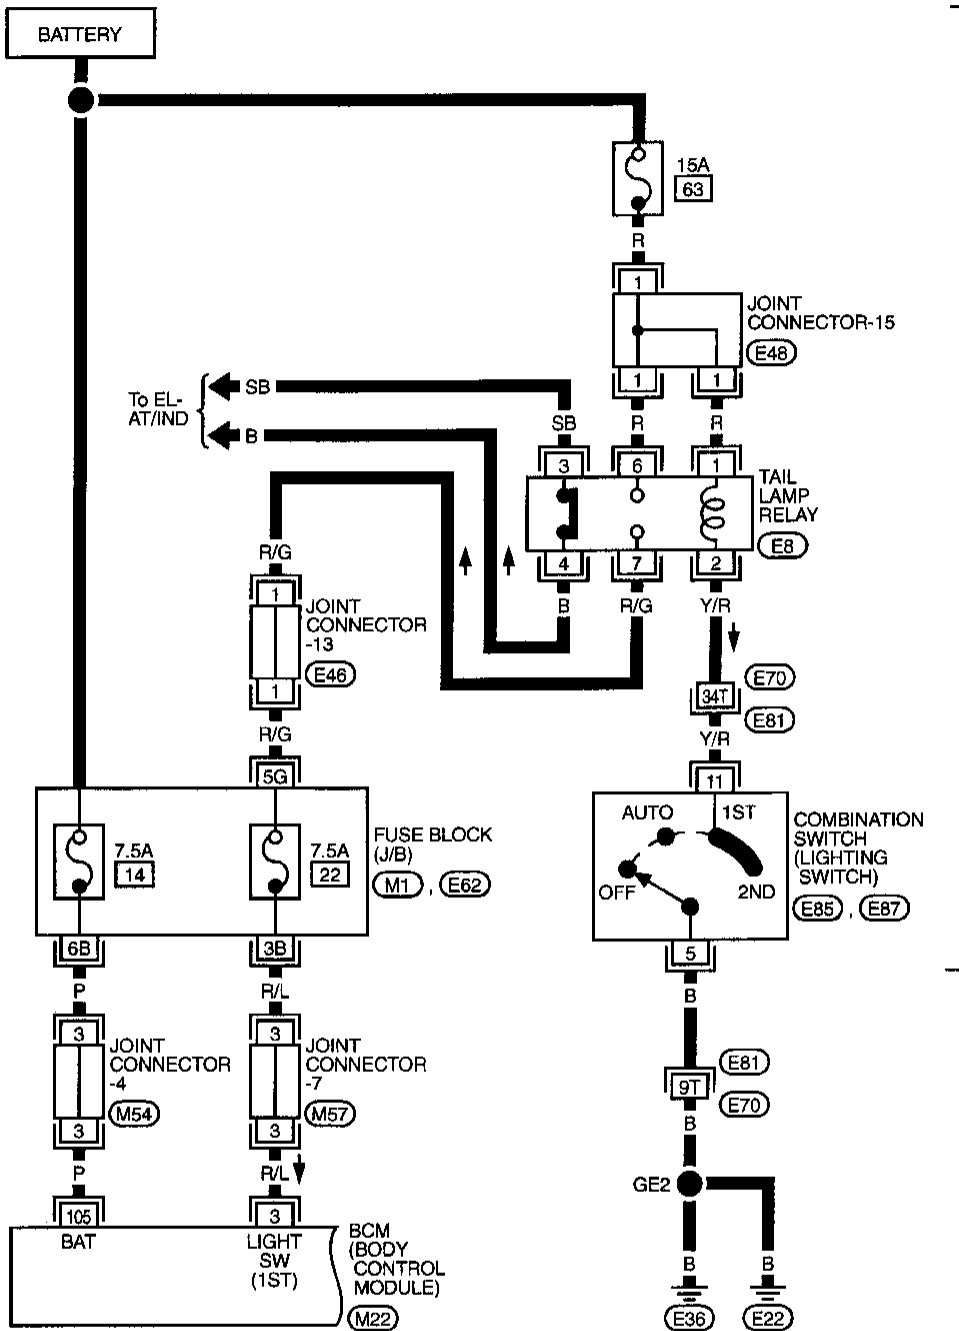 BATTERY
15A
63
R
1
JOINT
CONNECTOR-15
E48
1
1
To EL-
AT/IND
SB
B
SB
R
R
3
6
1
TAIL
LAMP
RELAY
E8
4
7
2
B
R/G
Y/R
R/G
1
JOINT
CONNECTOR
-13
E46
1
R/G
5G
E70
34T
E81
Y/R
11
AUTO
1ST
OFF
2ND
COMBINATION
SWITCH
(LIGHTING
SWITCH)
E85 , E87
5
B
7.5A
14
7.5A
22
FUSE BLOCK
(J/B)
M1 , E62
6B
3B
P
R/L
3
JOINT
CONNECTOR
-4
M54
3
3
JOINT
CONNECTOR
-7
M57
3
P
R/L
105
BAT
3
LIGHT
SW
(1ST)
BCM
(BODY
CONTROL
MODULE)
M22
E81
9T
E70
B
GE2
B
B
E36
E22